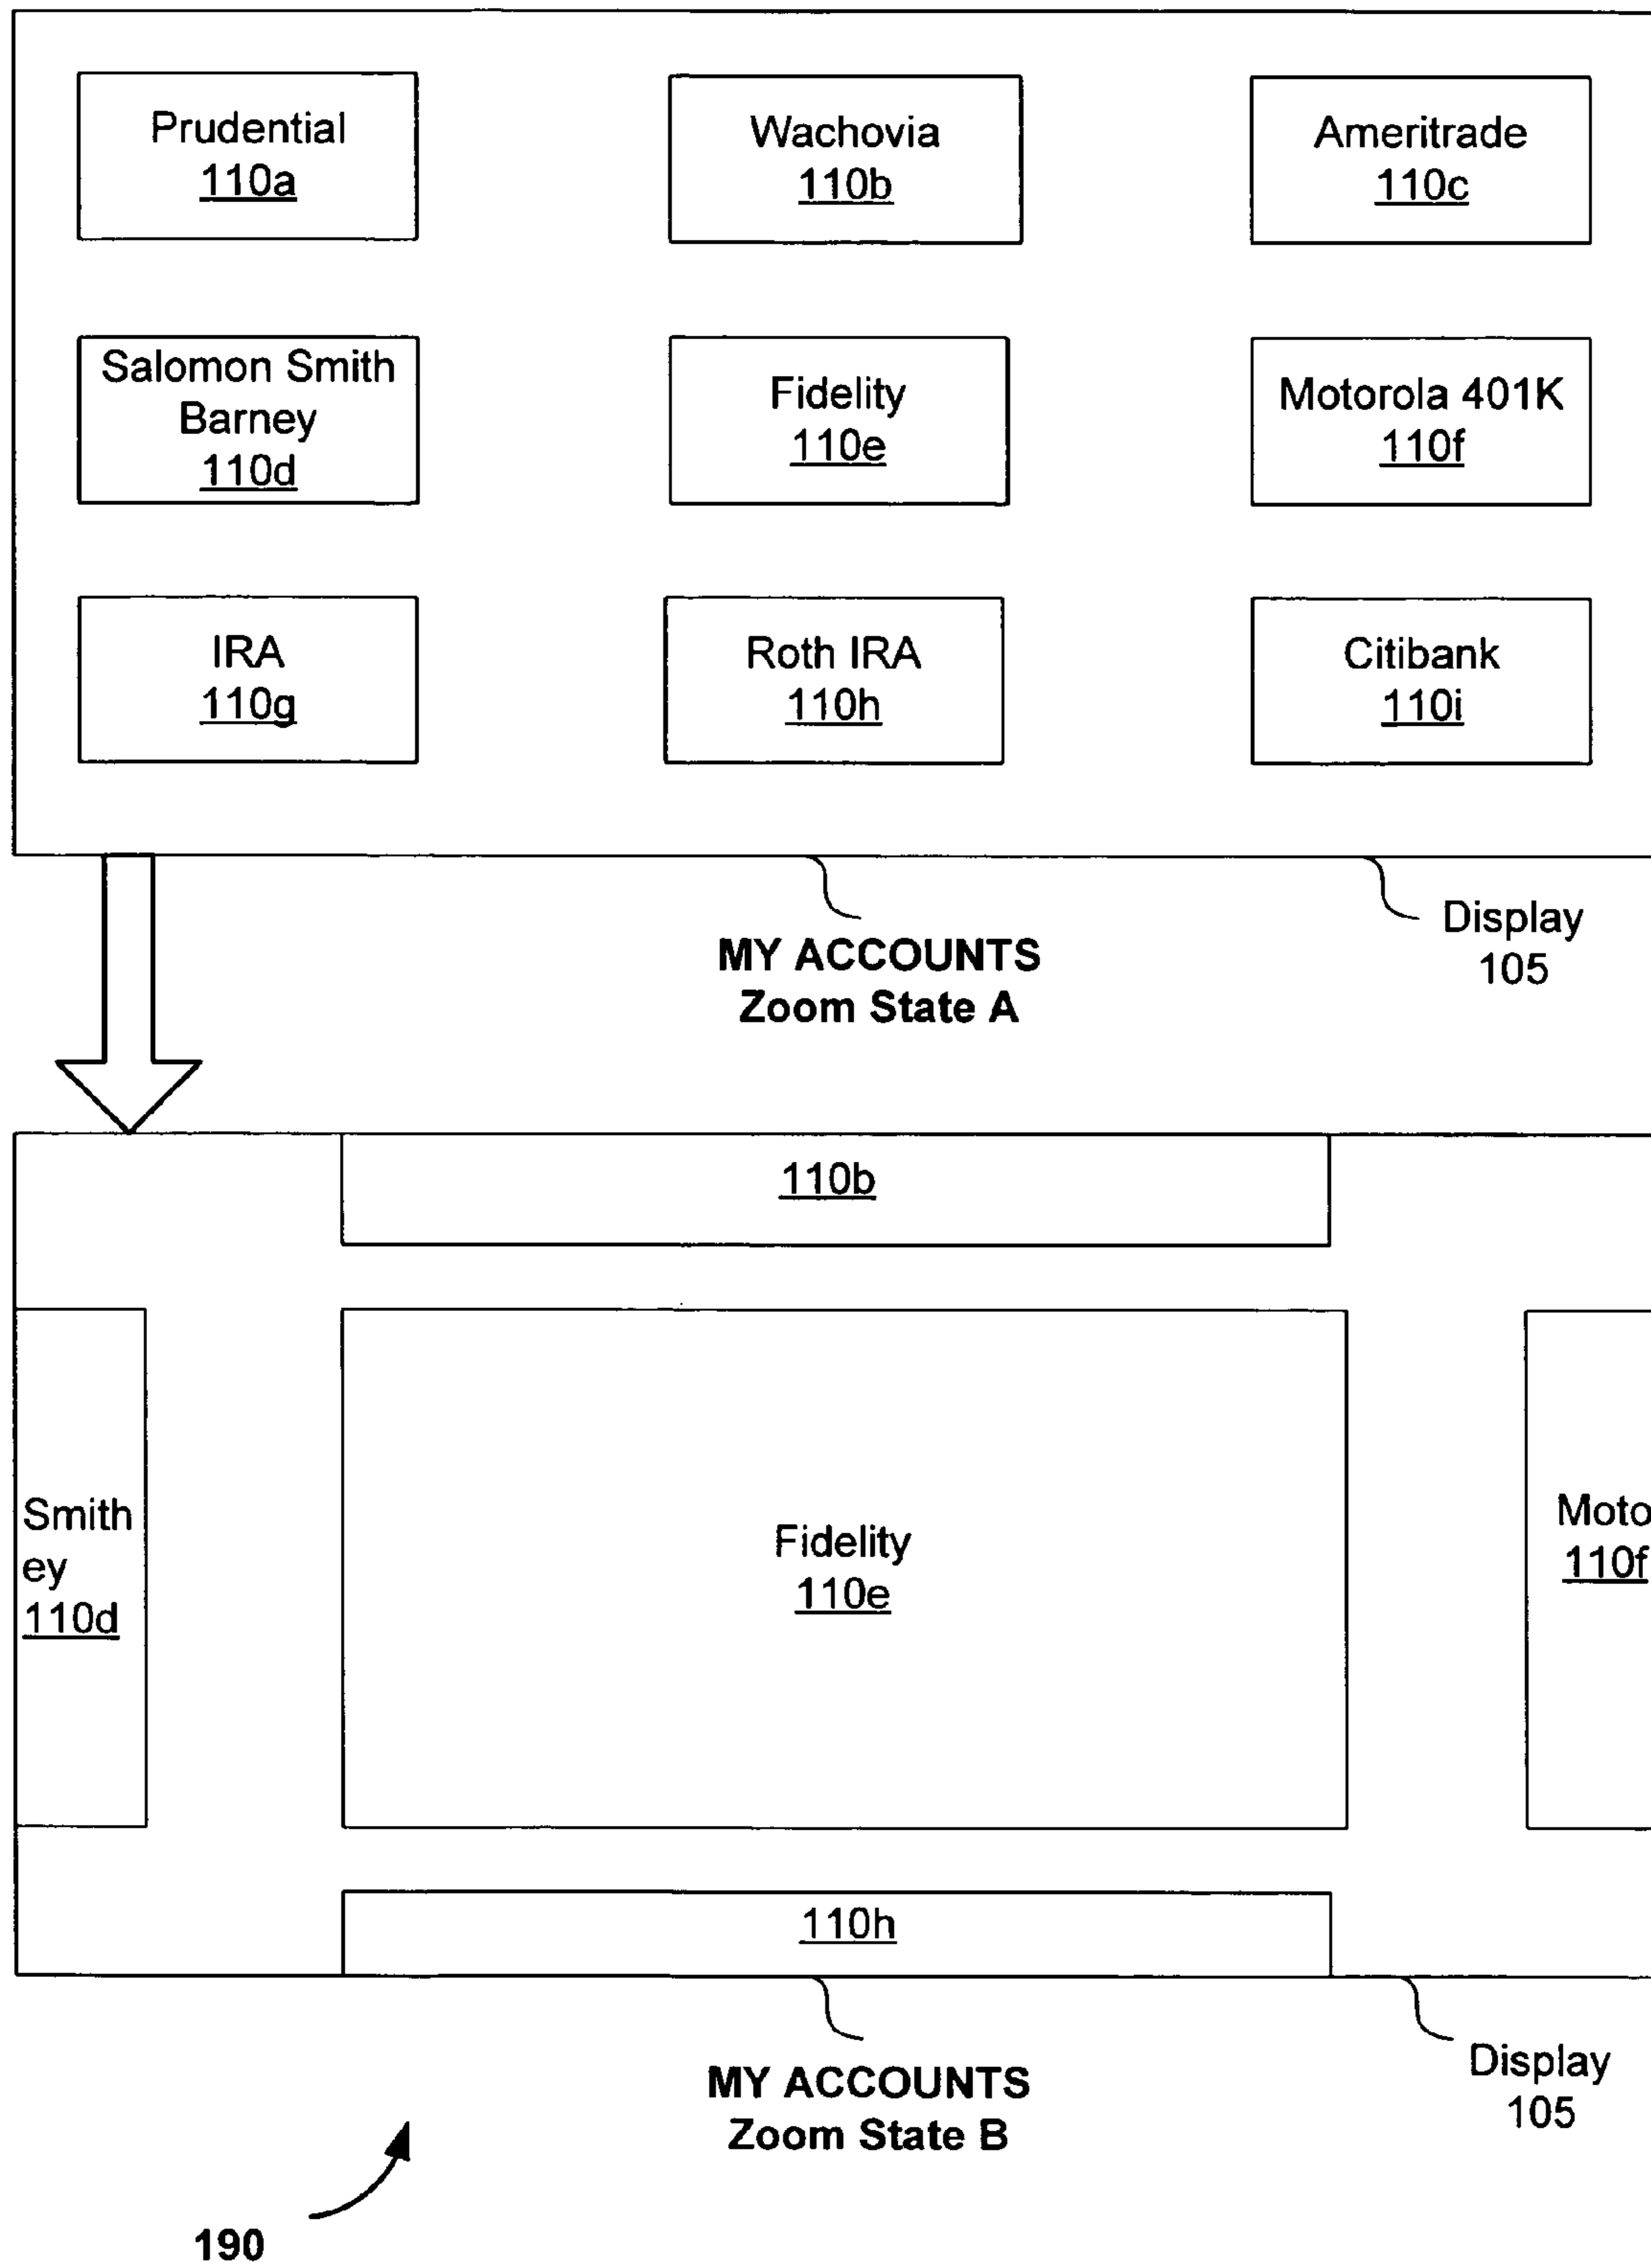 Prudential
110a
Wachovia
110b
Ameritrade
110c
Salomon Smith
Barney
110d
Fidelity
110e
Motorola 401K
110f
IRA
110g
Roth IRA
110h
Citibank
110i
MY ACCOUNTS
Zoom State A
Display
105
110b
Smith
ey
110d
Fidelity
110e
Moto
110f
110h
MY ACCOUNTS
Zoom State B
Display
105
190